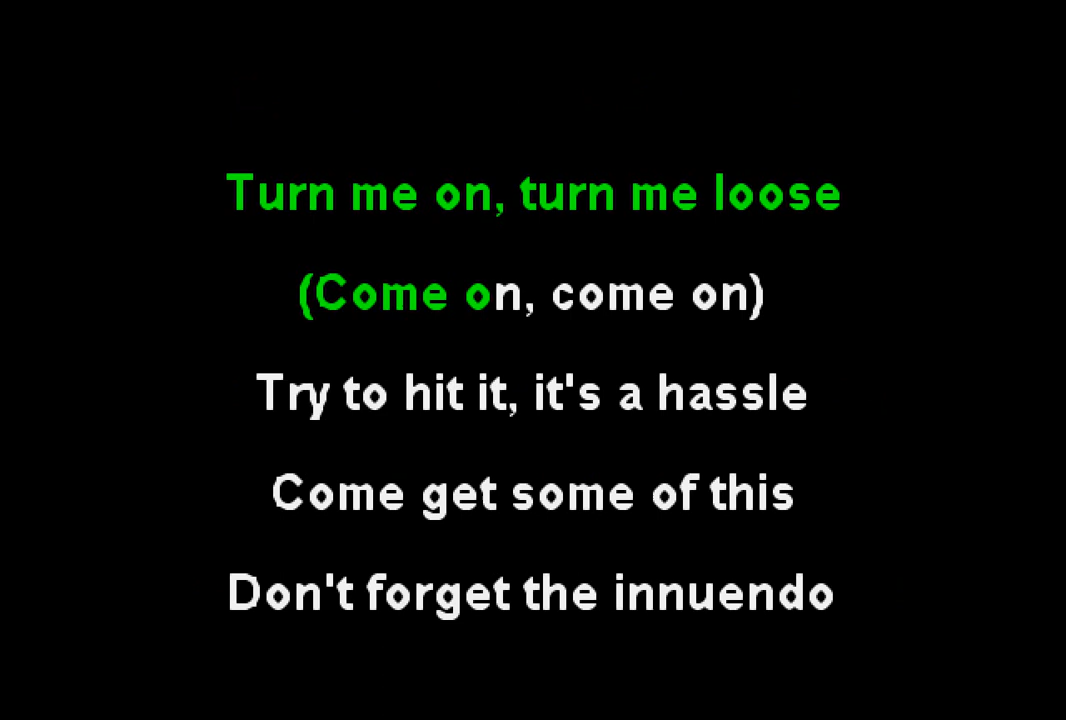 Turn me on, turn me loose
(Come on, come on)
Try to hit it, it's a hassle
Come get some of this
Don't forget the innuendo